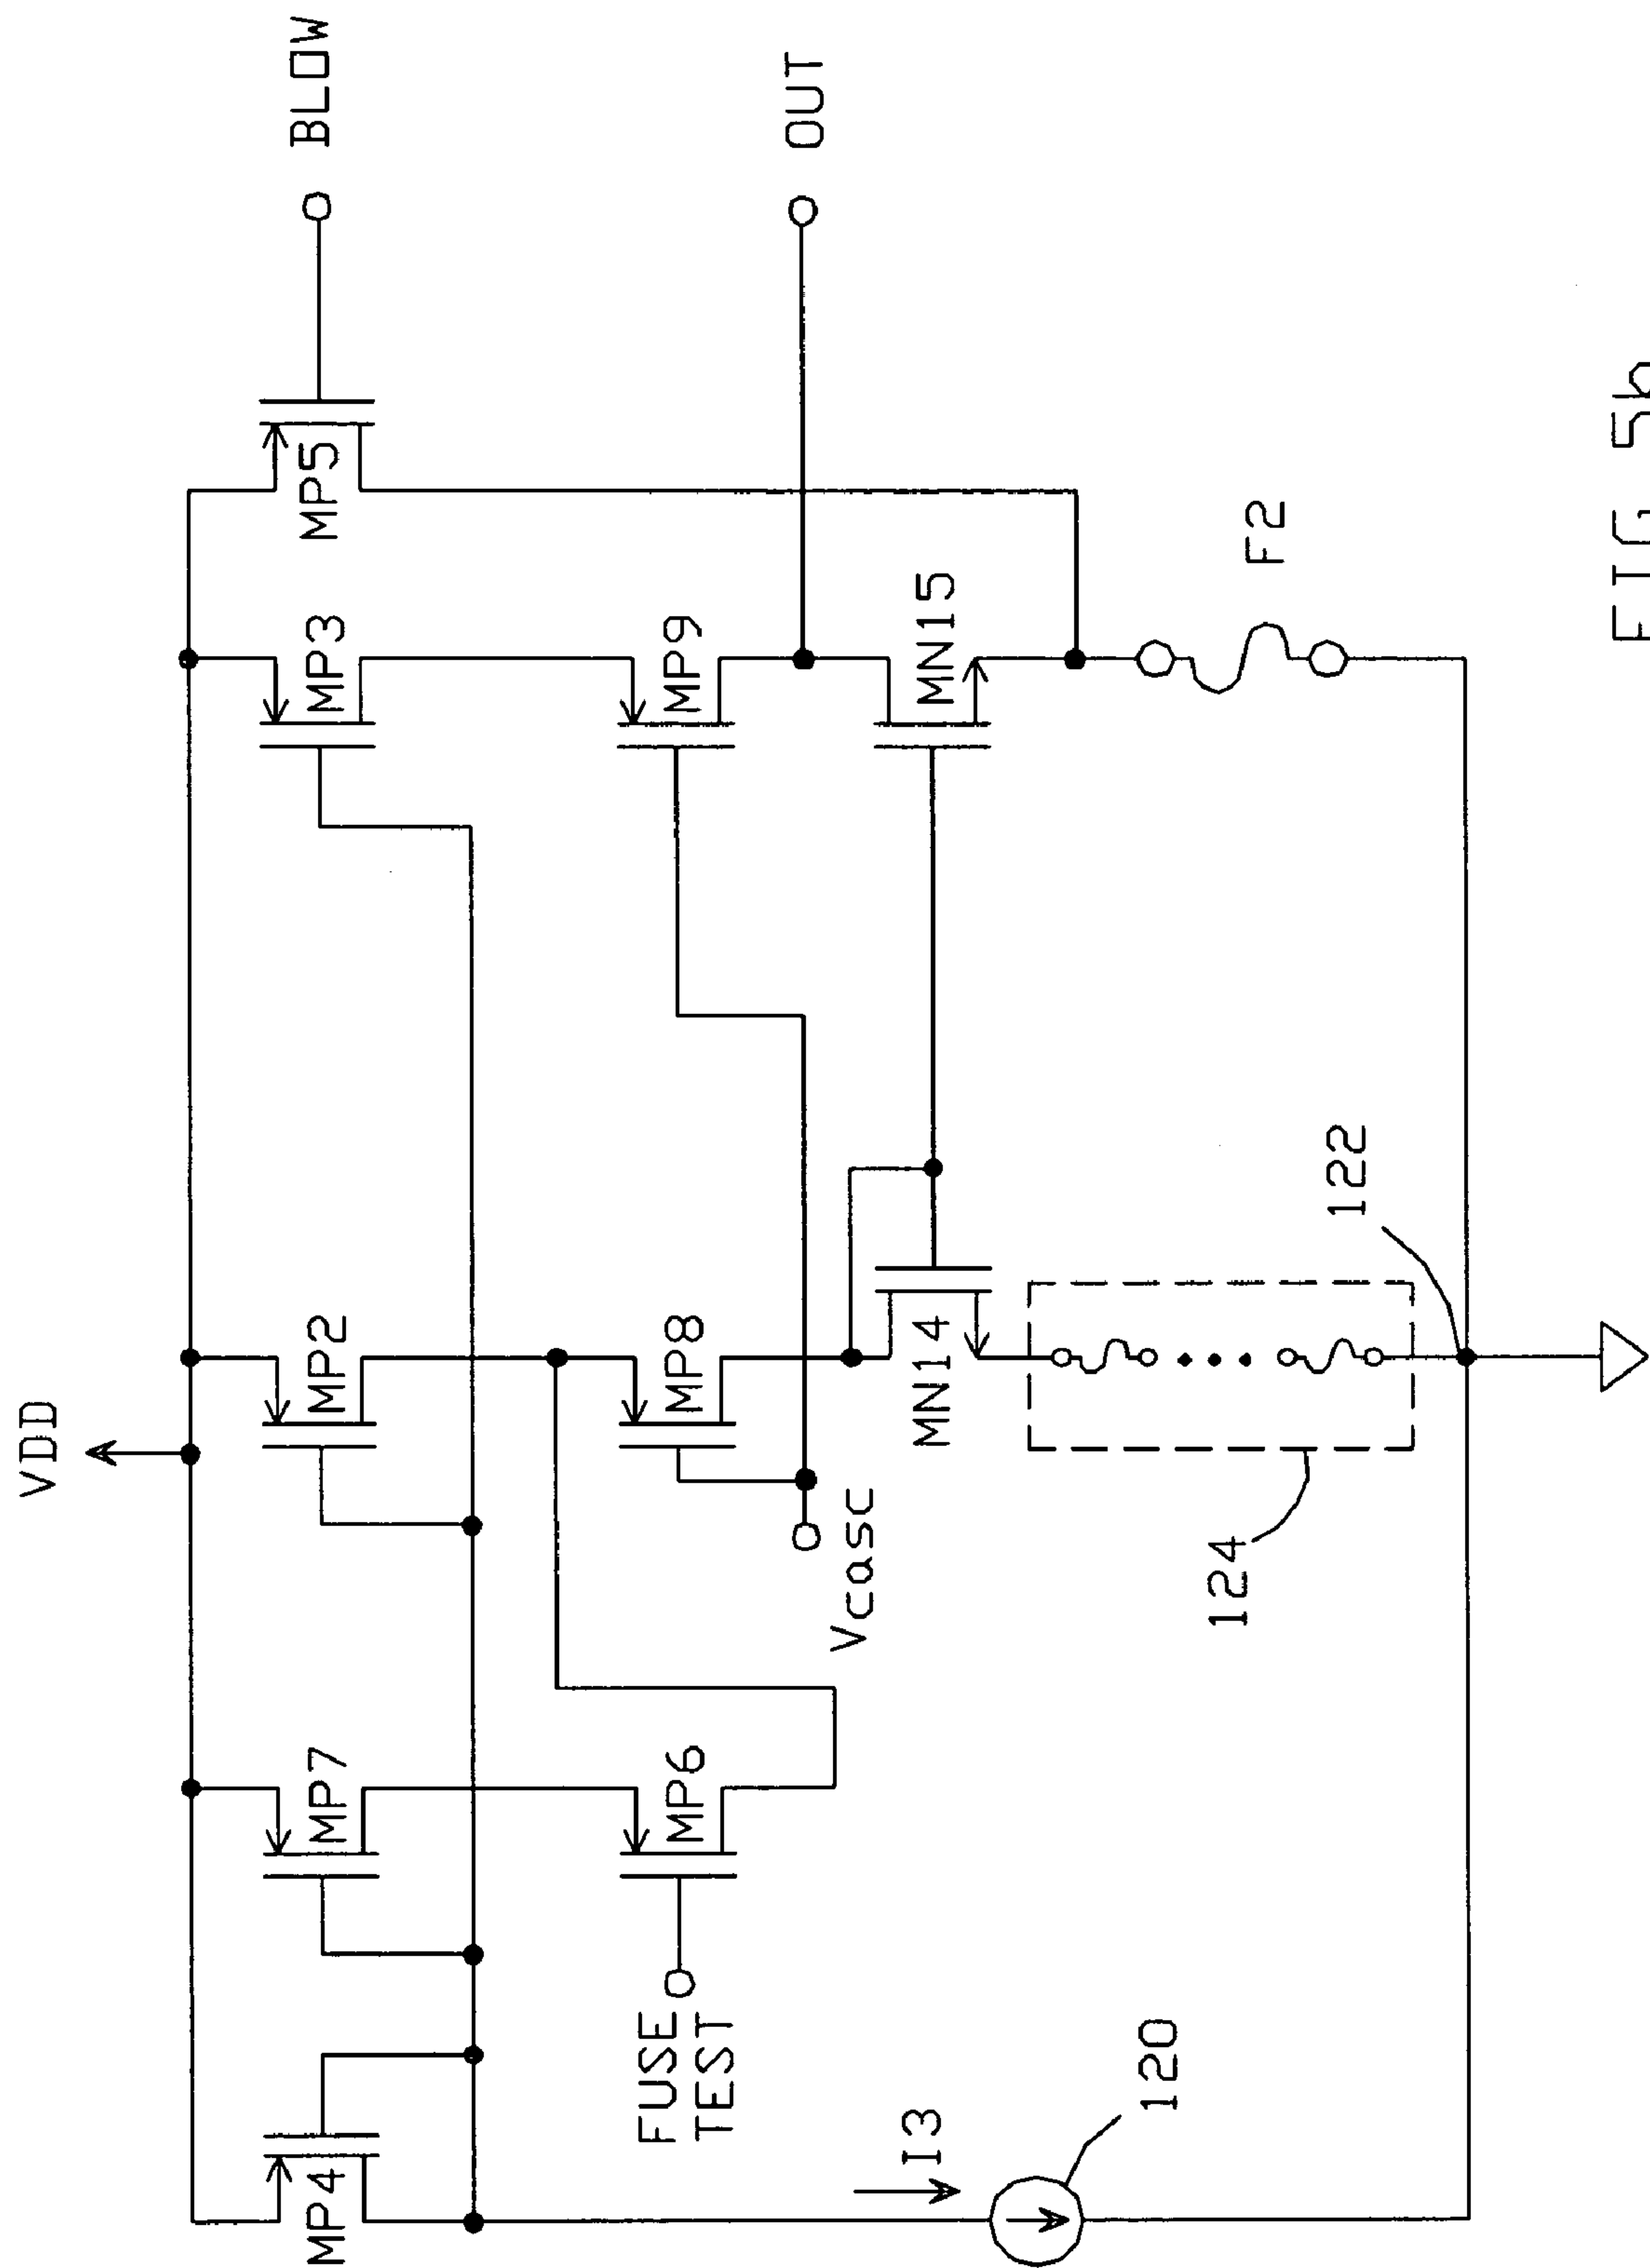 VDD
BLOW
MP4
MP7
MP2
MP3
MP5
FUSE
TEST
MP6
MP8
MP9
OUT
Vcasc
MN14
MN15
I3
120
124
122
F2
FIG 5b